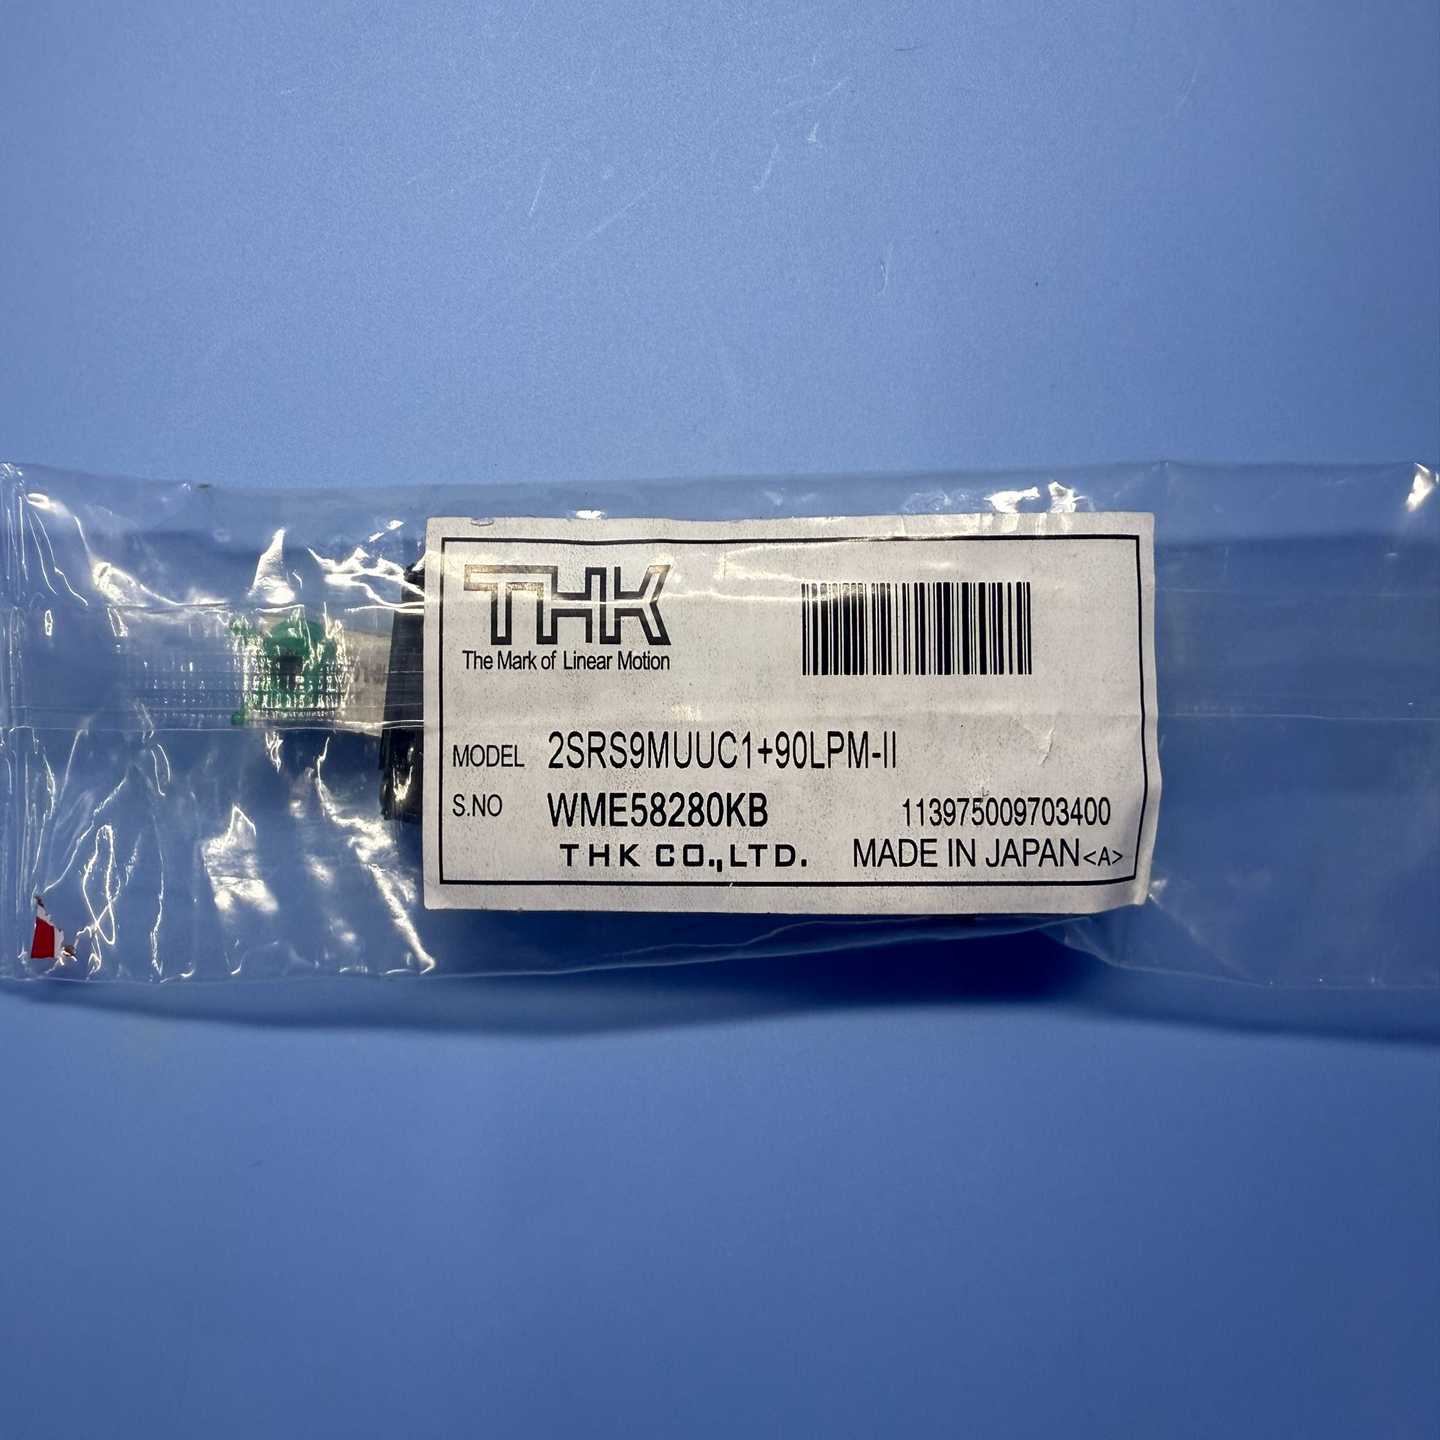 THK
The Mark of Linear Motion
MODEL 2SRS9MUUC1+90LPM-II
S.NO WME58280KB 113975009703400
THK CO.,LTD. MADE IN JAPAN<A>